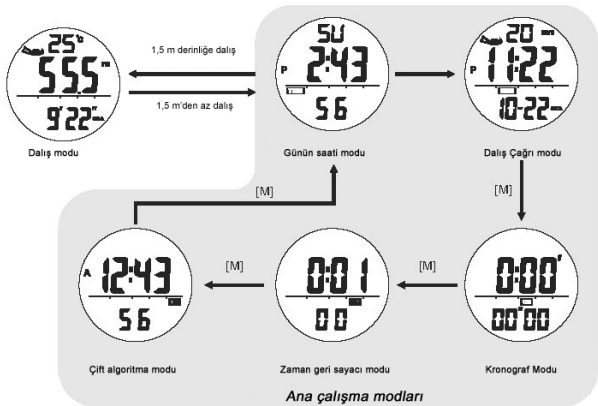 25°C
55.5 m
9'22"
Dalış modu
1,5 m derinliğe dalış
1,5 m'den az dalış
SU
P 2:43
56
Günün saati modu
20
P 11:22
10-22
Dalış Çağrı modu
[M]
[M]
A 12:43
56
Çift algoritma modu
[M]
0:01
00
Zaman geri sayacı modu
[M]
0:00'
00"00
Kronograf Modu
Ana çalışma modları